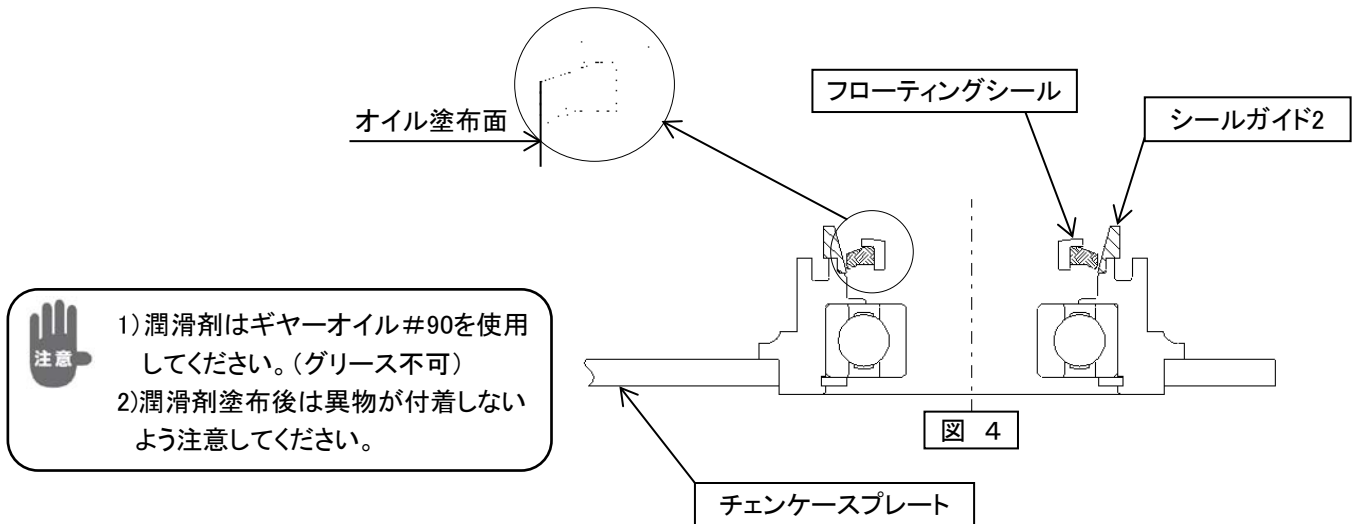 フローティングシール
シールガイド2
オイル塗布面
注意
1)潤滑剤はギヤーオイル#90を使用
してください。(グリース不可)
2)潤滑剤塗布後は異物が付着しない
よう注意してください。
図 4
チェンケースプレート